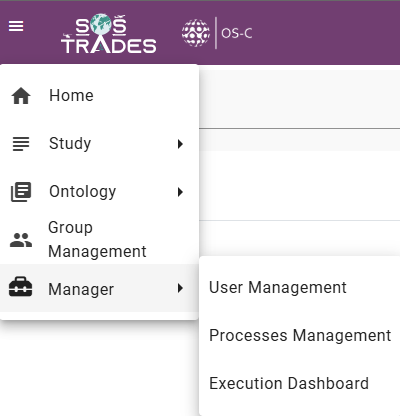 SOS
TRADES
OS-C
Home
Study
Ontology
Group
Management
Manager
User Management
Processes Management
Execution Dashboard